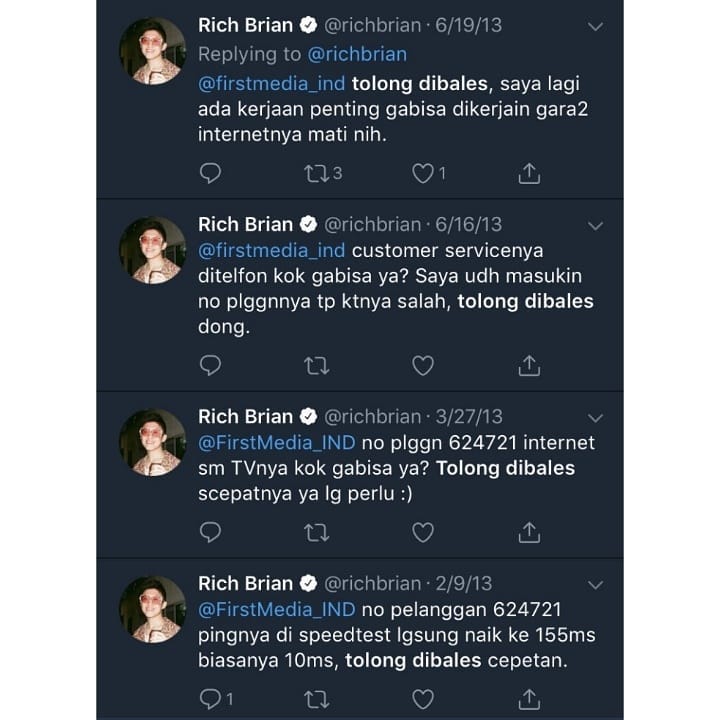 Rich Brian @richbrian · 6/19/13
Replying to @richbrian
@firstmedia_ind tolong dibales, saya lagi
ada kerjaan penting gabisa dikerjain gara2
internetnya mati nih.
3 1
Rich Brian @richbrian · 6/16/13
@firstmedia_ind customer servicenya
ditelfon kok gabisa ya? Saya udh masukin
no plggnnya tp ktnya salah, tolong dibales
dong.
Rich Brian @richbrian · 3/27/13
@FirstMedia_IND no plggn 624721 internet
sm TVnya kok gabisa ya? Tolong dibales
scepatnya ya lg perlu :)
Rich Brian @richbrian · 2/9/13
@FirstMedia_IND no pelanggan 624721
pingnya di speedtest lgsung naik ke 155ms
biasanya 10ms, tolong dibales cepetan.
1